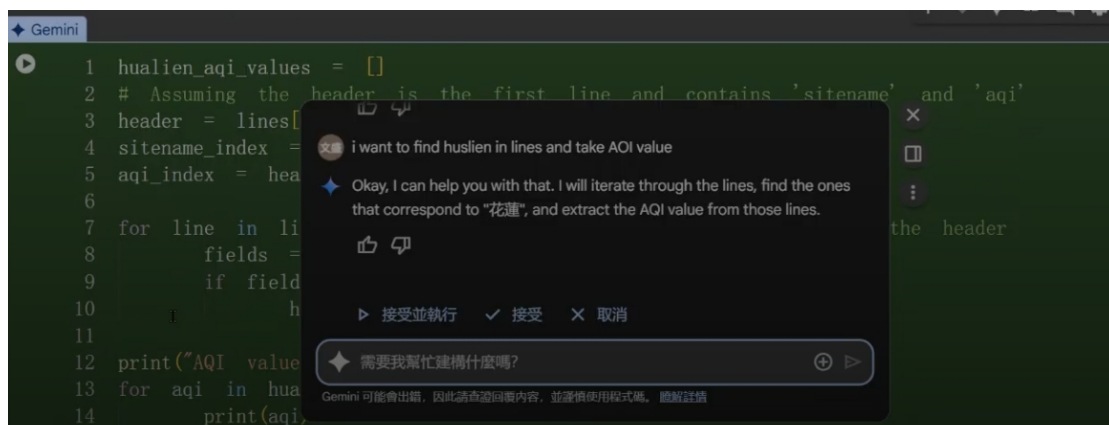 Gemini
1 hualien_aqi_values = []
2 # Assuming the header is the first line and contains 'sitename' and 'aqi'
3 header = lines[
4 sitename_index =
5 aqi_index = hea
6
7 for line in li the header
8 fields =
9 if field
10 h
11
12 print("AQI value
13 for aqi in hua
14 print(aqi)
文盛 i want to find huslien in lines and take AOI value
Okay, I can help you with that. I will iterate through the lines, find the ones
that correspond to "花蓮", and extract the AQI value from those lines.
接受並執行 接受 取消
需要我幫忙建構什麼嗎?
Gemini 可能會出錯，因此請查證回覆內容，並謹慎使用程式碼。 瞭解詳情